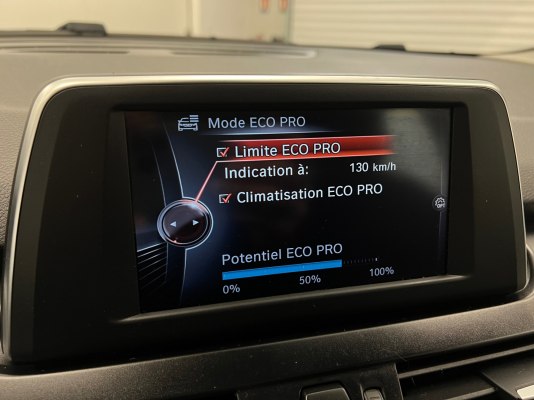 Mode ECO PRO
Limite ECO PRO
Indication à: 130 km/h
Climatisation ECO PRO
Potentiel ECO PRO
0% 50% 100%